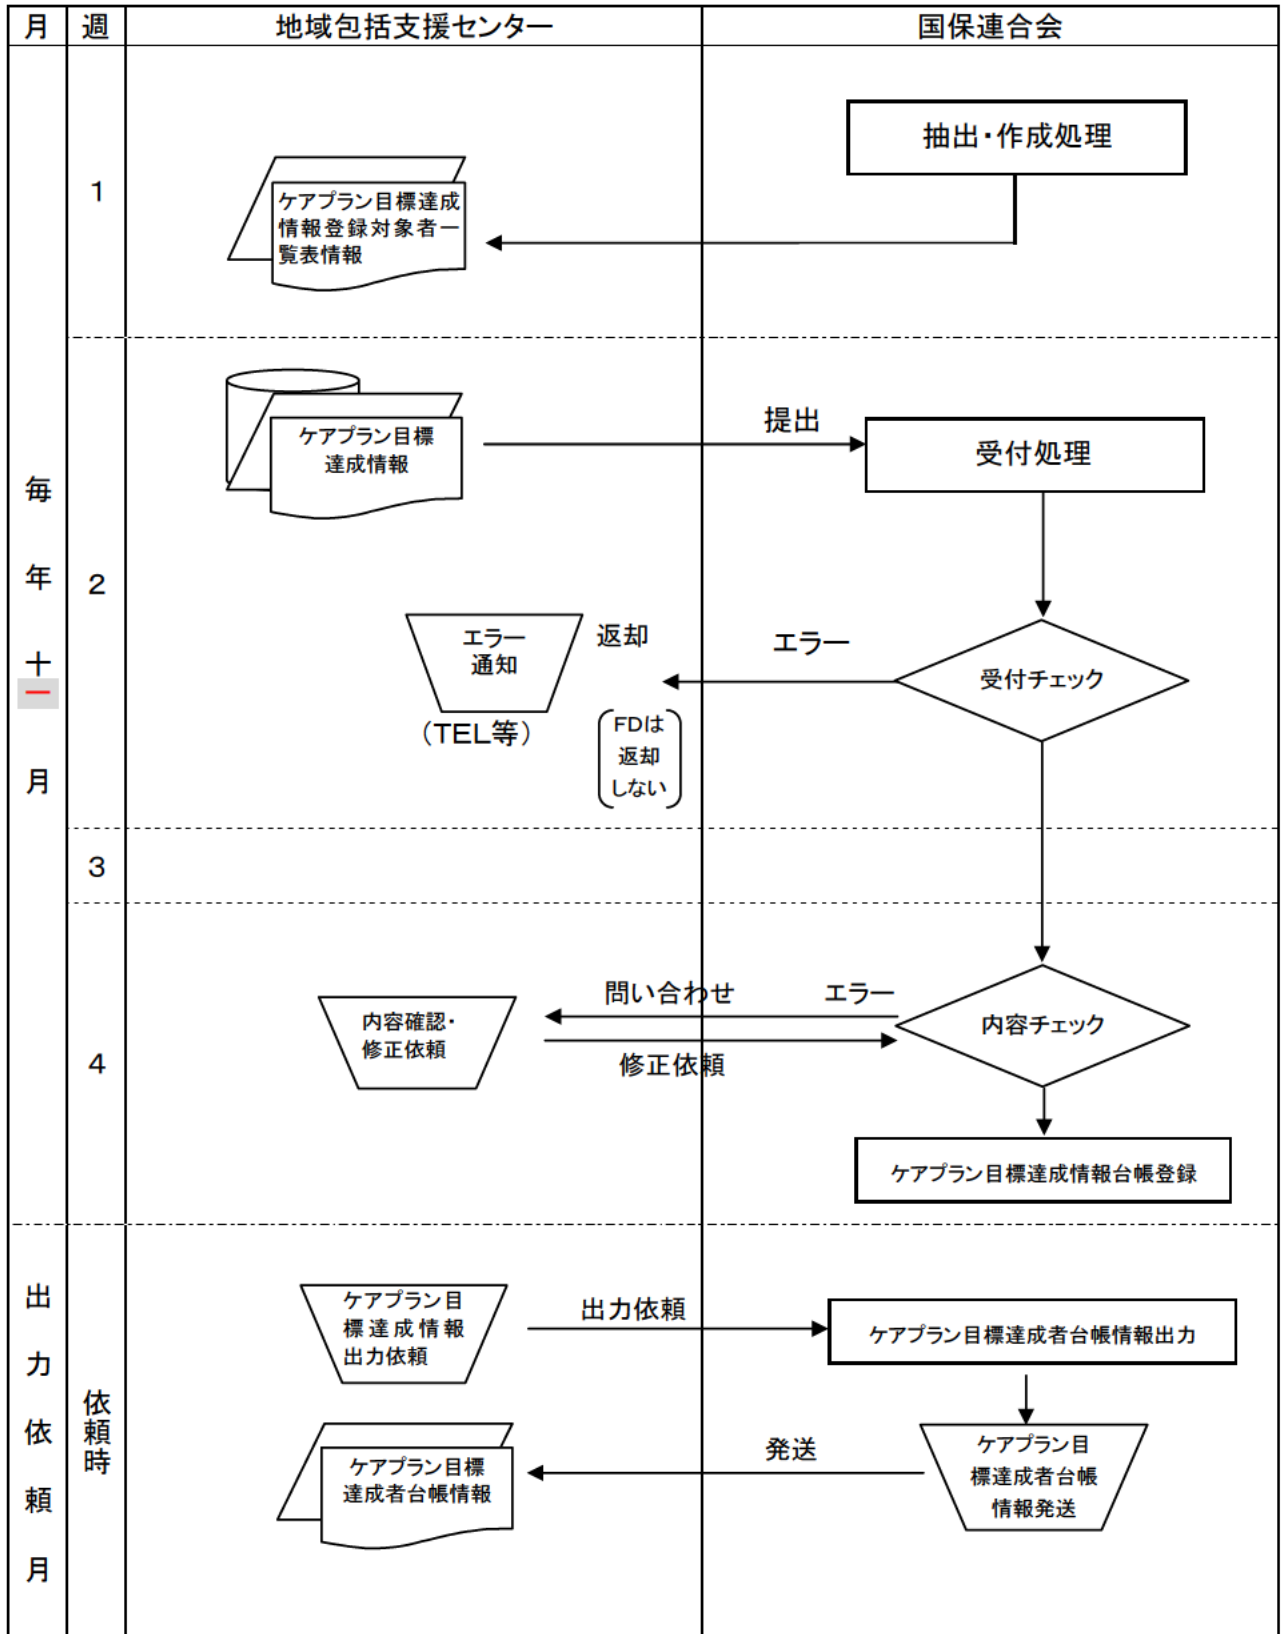 月 週 地域包括支援センター 国保連合会
毎年十一月
1
抽出・作成処理
ケアプラン目標達成
情報登録対象者一
覧表情報
2
ケアプラン目標
達成情報
提出
受付処理
エラー
通知
(TEL等)
返却
FDは
返却
しない
エラー
受付チェック
3
4
内容確認・
修正依頼
問い合わせ
エラー
修正依頼
内容チェック
ケアプラン目標達成情報台帳登録
出力依頼月
依頼時
ケアプラン目
標達成情報
出力依頼
出力依頼
ケアプラン目標達成者台帳情報出力
ケアプラン目標
達成者台帳情報
発送
ケアプラン目
標達成者台帳
情報発送